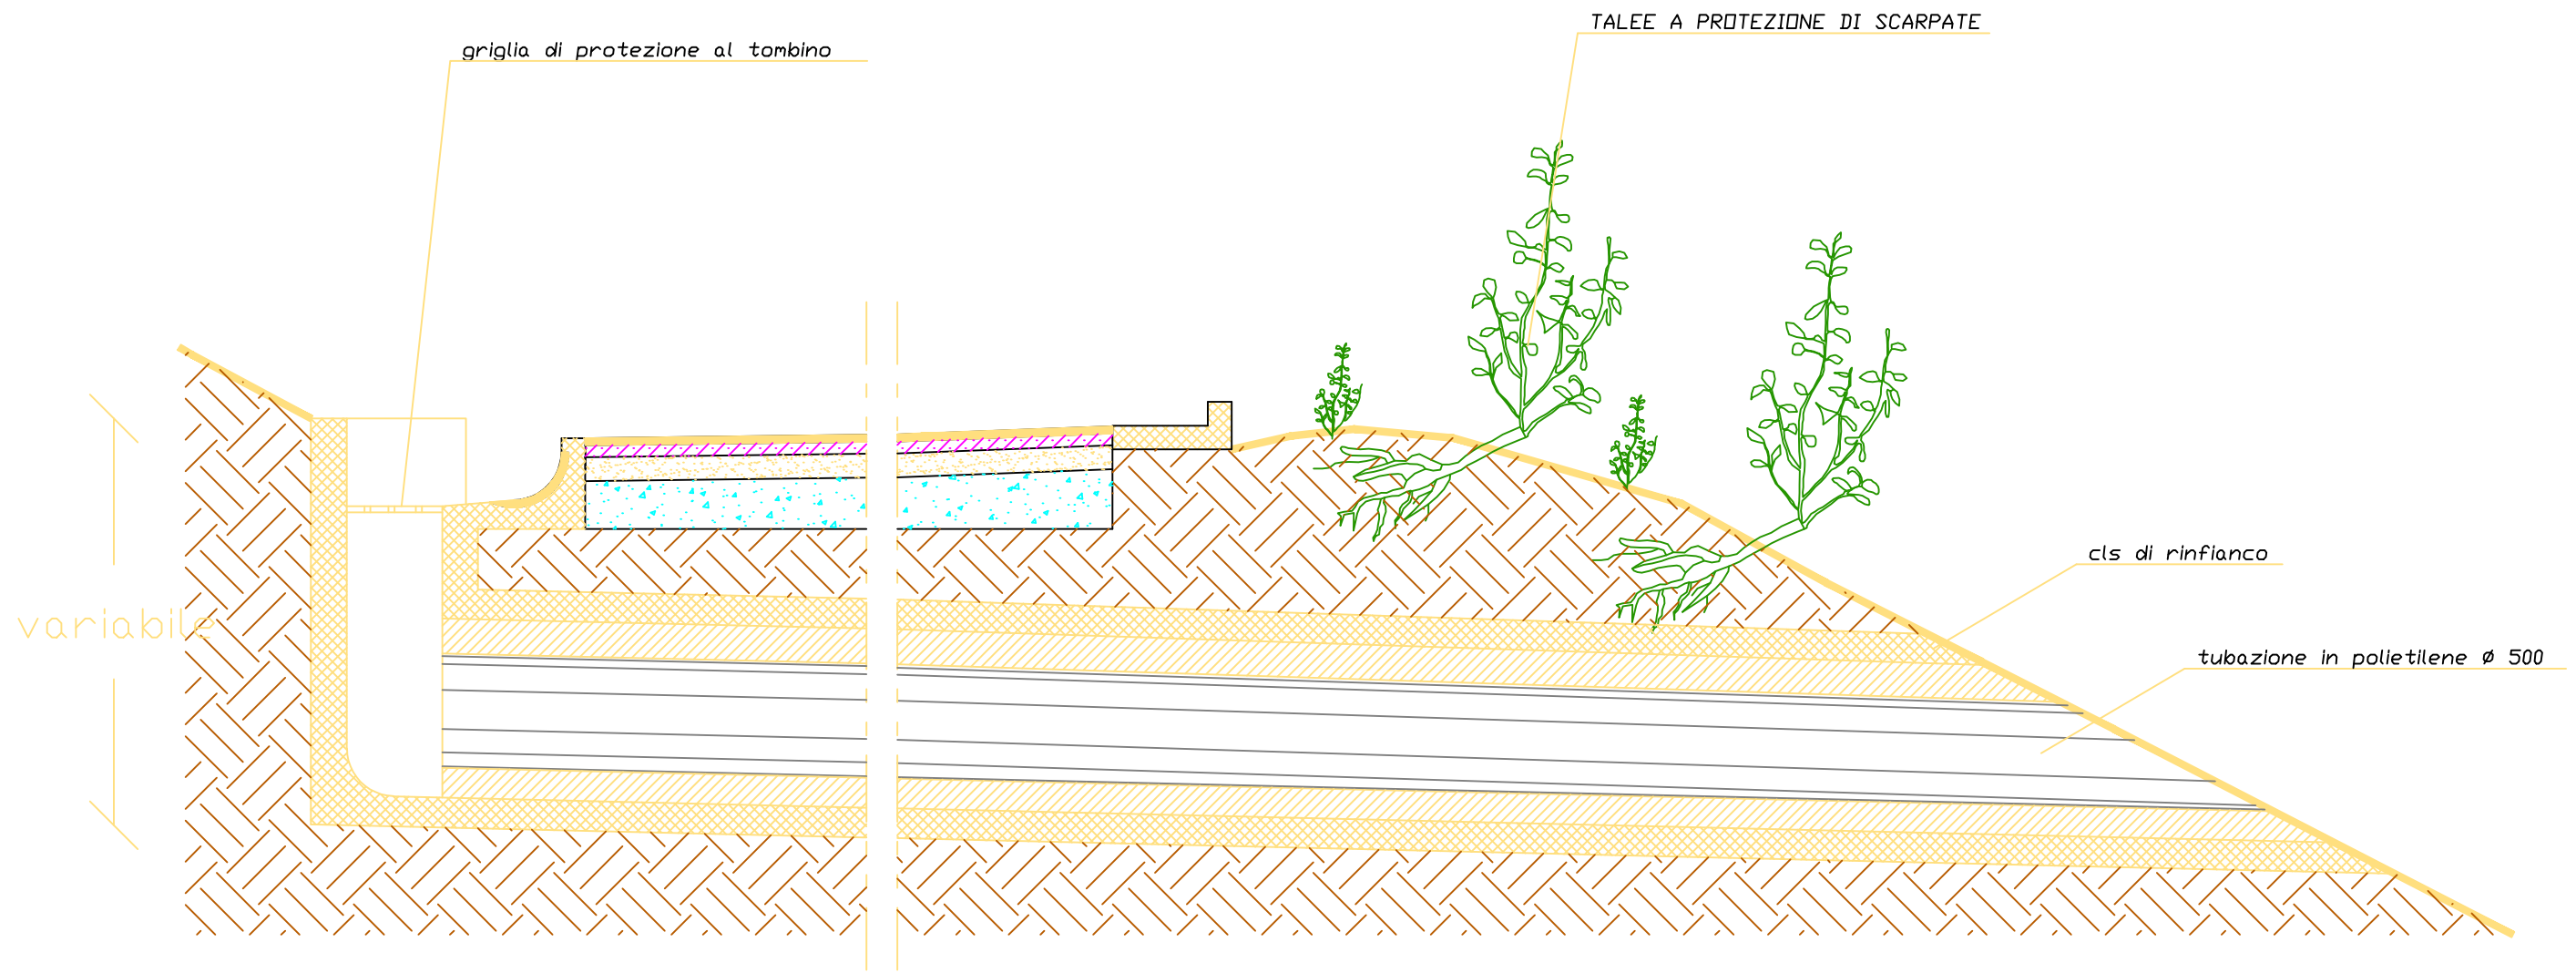 TALEE A PROTEZIONE DI SCARPATE
griglia di protezione al tombino
cls di rinfianco
variabile
tubazione in polietilene Ø 500